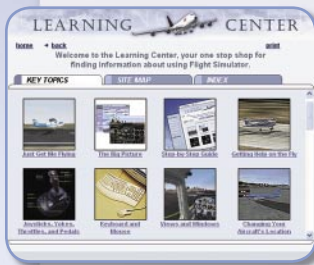 LEARNING CENTER
home ◄ back print
Welcome to the Learning Center, your one stop shop for
finding information about using Flight Simulator.
KEY TOPICS SITE MAP INDEX
Just Get Me Flying The Big Picture Step-by-Step Guide Getting Help on the Fly
Joysticks, Yokes,
Throttles, and Pedals
Keyboard and
Mouse
Views and Windows
Changing Your
Aircraft's Location